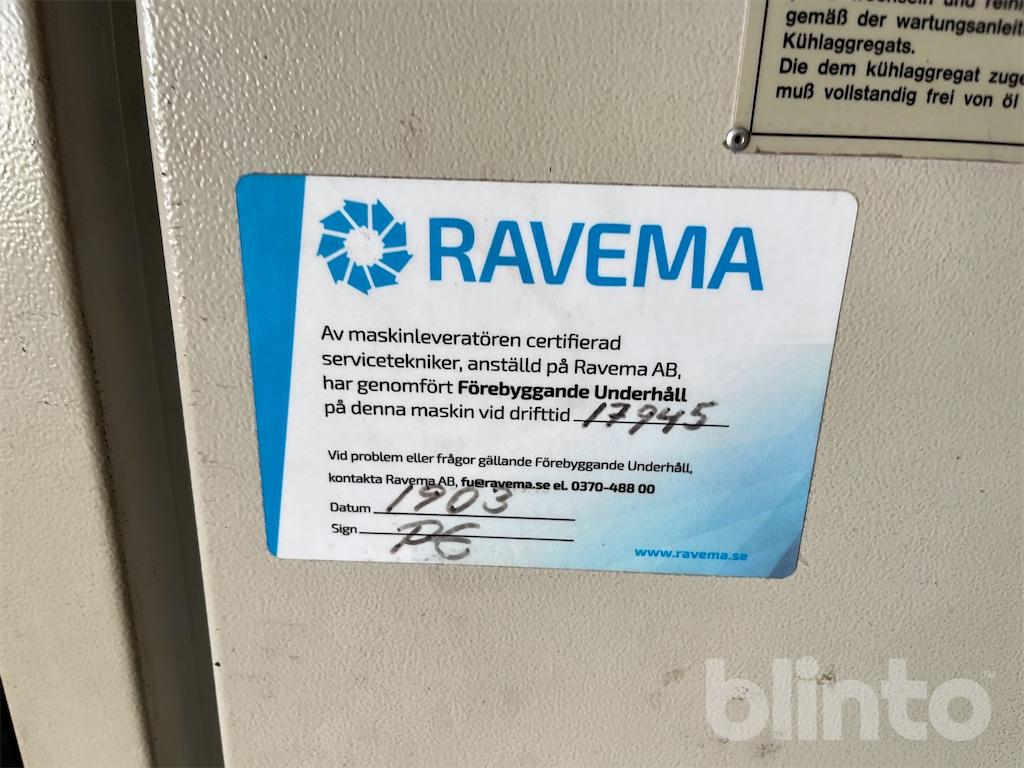 gemäß der wartungsanleit
Kühlaggregats.
Die dem kühlaggregat zuge
muß vollstandig frei von öl
RAVEMA
Av maskinleveratören certifierad
servicetekniker, anställd på Ravema AB,
har genomfört Förebyggande Underhåll
på denna maskin vid drifttid 17945
Vid problem eller frågor gällande Förebyggande Underhåll,
kontakta Ravema AB, fu@ravema.se el. 0370-488 00
Datum 1903
Sign PE
www.ravema.se
blinto